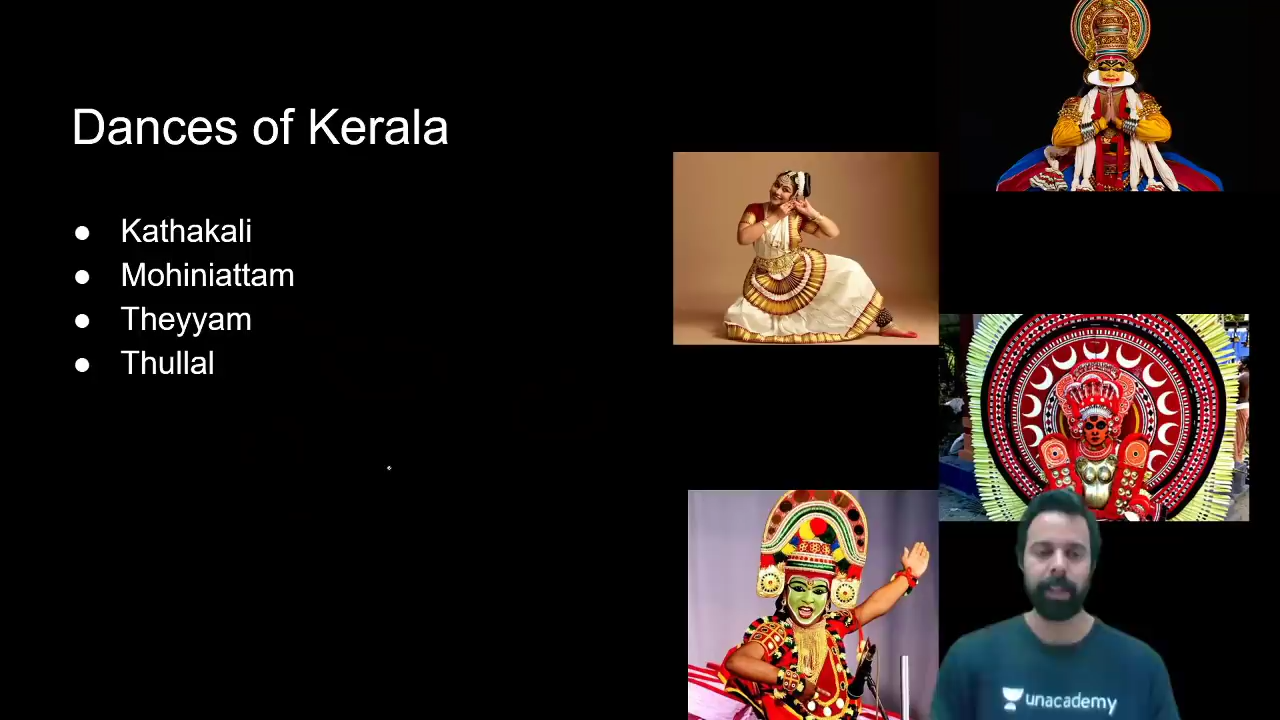 Dances of Kerala
● Kathakali
● Mohiniattam
● Theyyam
● Thullal
unacademy